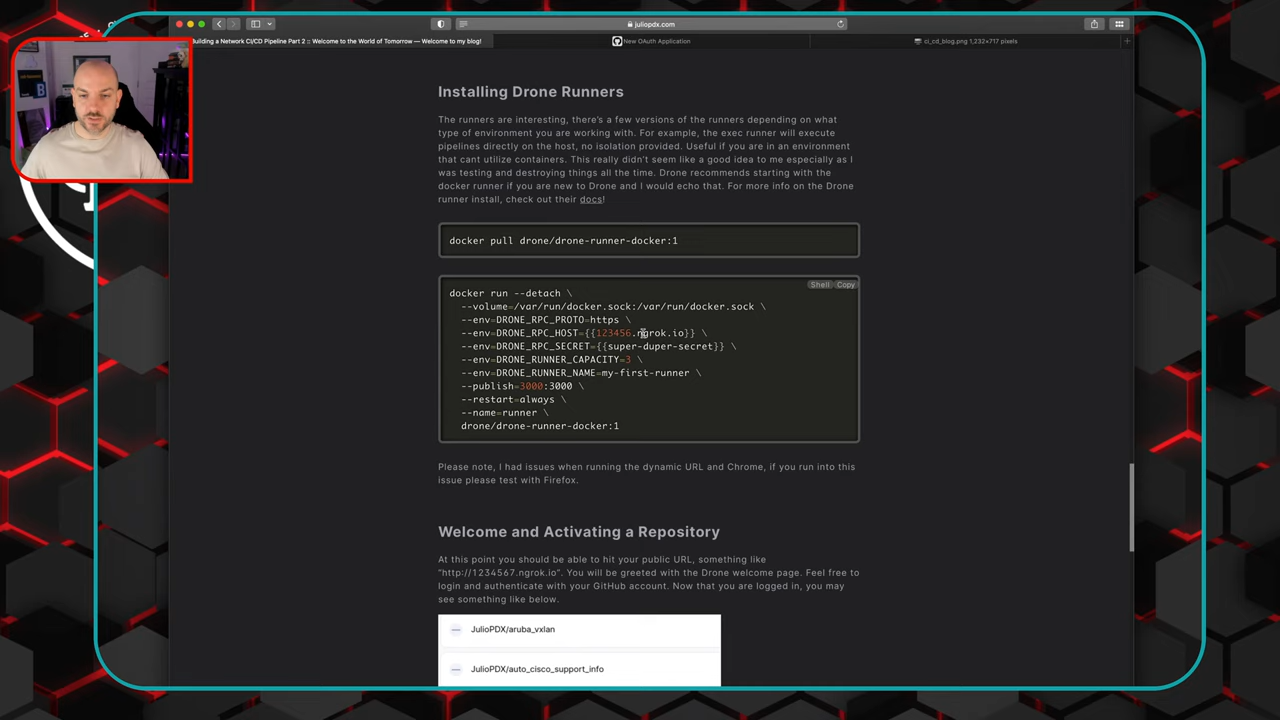 juliopdx.com
Building a Network CI/CD Pipeline Part 2 :: Welcome to the World of Tomorrow — Welcome to my blog!
New OAuth Application
ci_cd_blog.png 1,232×717 pixels
Installing Drone Runners
The runners are interesting, there's a few versions of the runners depending on what
type of environment you are working with. For example, the exec runner will execute
pipelines directly on the host, no isolation provided. Useful if you are in an environment
that cant utilize containers. This really didn't seem like a good idea to me especially as I
was testing and destroying things all the time. Drone recommends starting with the
docker runner if you are new to Drone and I would echo that. For more info on the Drone
runner install, check out their docs!
docker pull drone/drone-runner-docker:1
Shell Copy
docker run --detach \
--volume=/var/run/docker.sock:/var/run/docker.sock \
--env=DRONE_RPC_PROTO=https \
--env=DRONE_RPC_HOST={{123456.ngrok.io}} \
--env=DRONE_RPC_SECRET={{super-duper-secret}} \
--env=DRONE_RUNNER_CAPACITY=3 \
--env=DRONE_RUNNER_NAME=my-first-runner \
--publish=3000:3000 \
--restart=always \
--name=runner \
drone/drone-runner-docker:1
Please note, I had issues when running the dynamic URL and Chrome, if you run into this
issue please test with Firefox.
Welcome and Activating a Repository
At this point you should be able to hit your public URL, something like
"http://1234567.ngrok.io". You will be greeted with the Drone welcome page. Feel free to
login and authenticate with your GitHub account. Now that you are logged in, you may
see something like below.
JulioPDX/aruba_vxlan
JulioPDX/auto_cisco_support_info